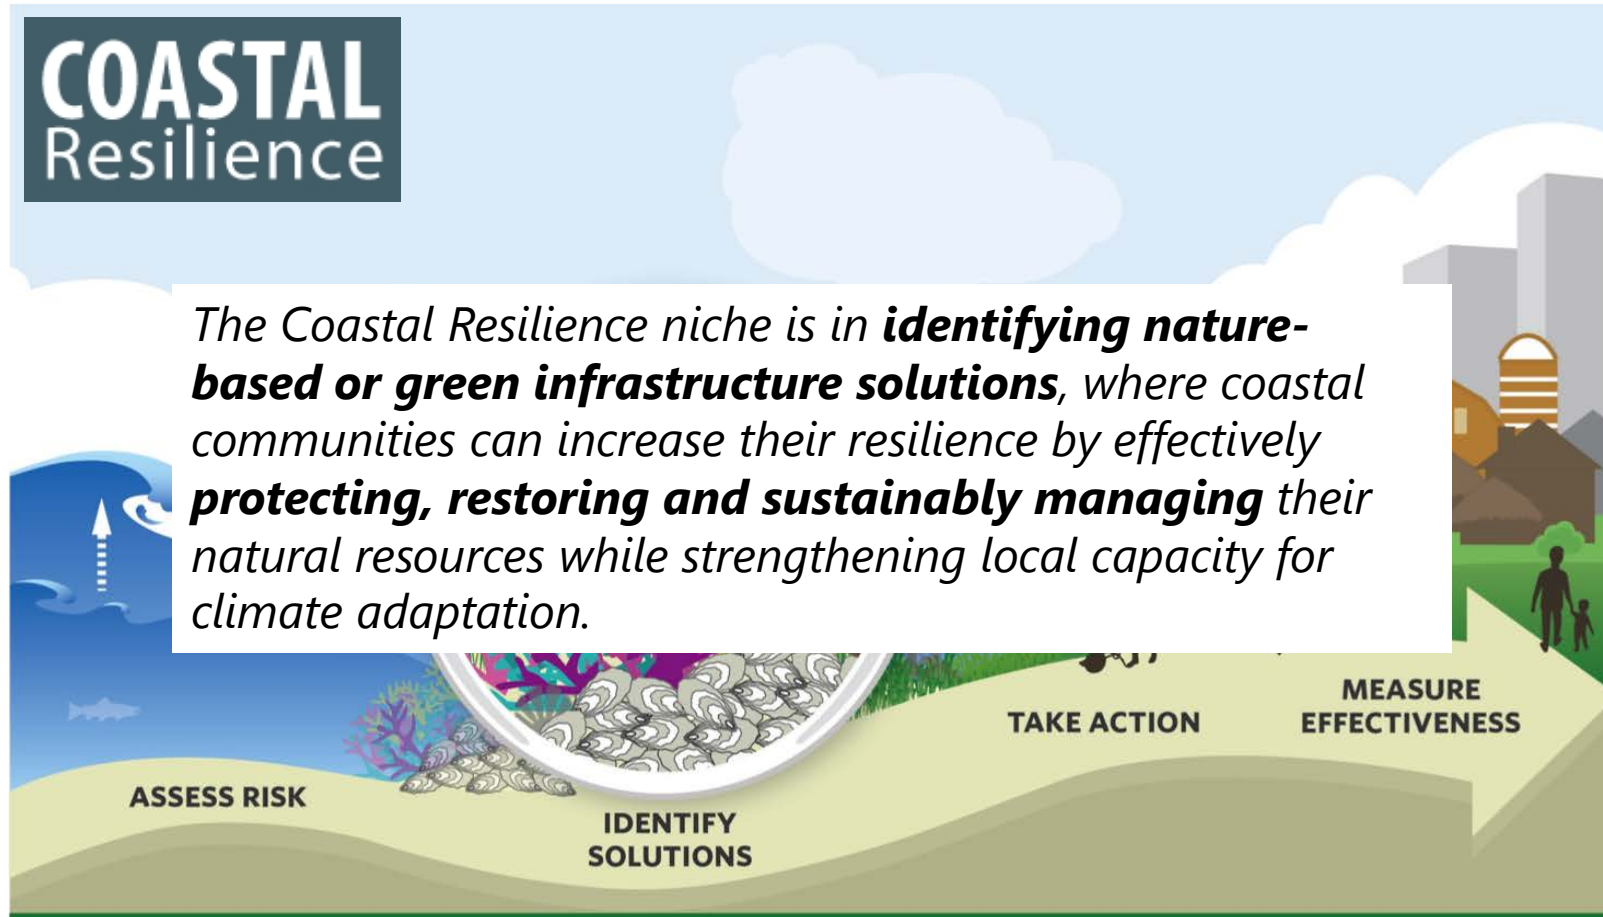 COASTAL
Resilience
The Coastal Resilience niche is in identifying nature-
based or green infrastructure solutions, where coastal
communities can increase their resilience by effectively
protecting, restoring and sustainably managing their
natural resources while strengthening local capacity for
climate adaptation.
ASSESS RISK
IDENTIFY
SOLUTIONS
TAKE ACTION
MEASURE
EFFECTIVENESS